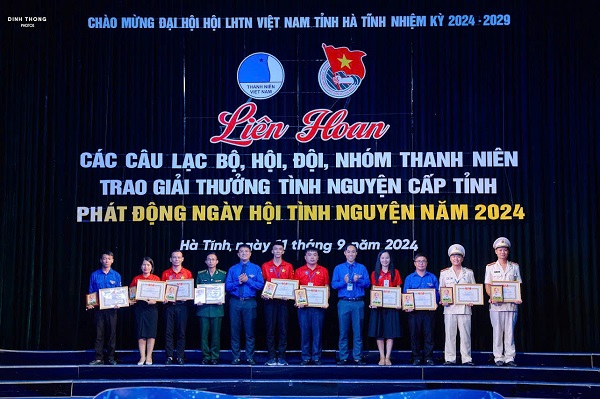 DINH THONG
PHOTOS
CHÀO MỪNG ĐẠI HỘI HỘI LHTN VIỆT NAM TỈNH HÀ TĨNH NHIỆM KỲ 2024 - 2029
THANH NIÊN
VIỆT NAM
Liên Hoan
CÁC CÂU LẠC BỘ, HỘI, ĐỘI, NHÓM THANH NIÊN
TRAO GIẢI THƯỞNG TÌNH NGUYỆN CẤP TỈNH
PHÁT ĐỘNG NGÀY HỘI TÌNH NGUYỆN NĂM 2024
Hà Tĩnh, ngày 11 tháng 9 năm 2024